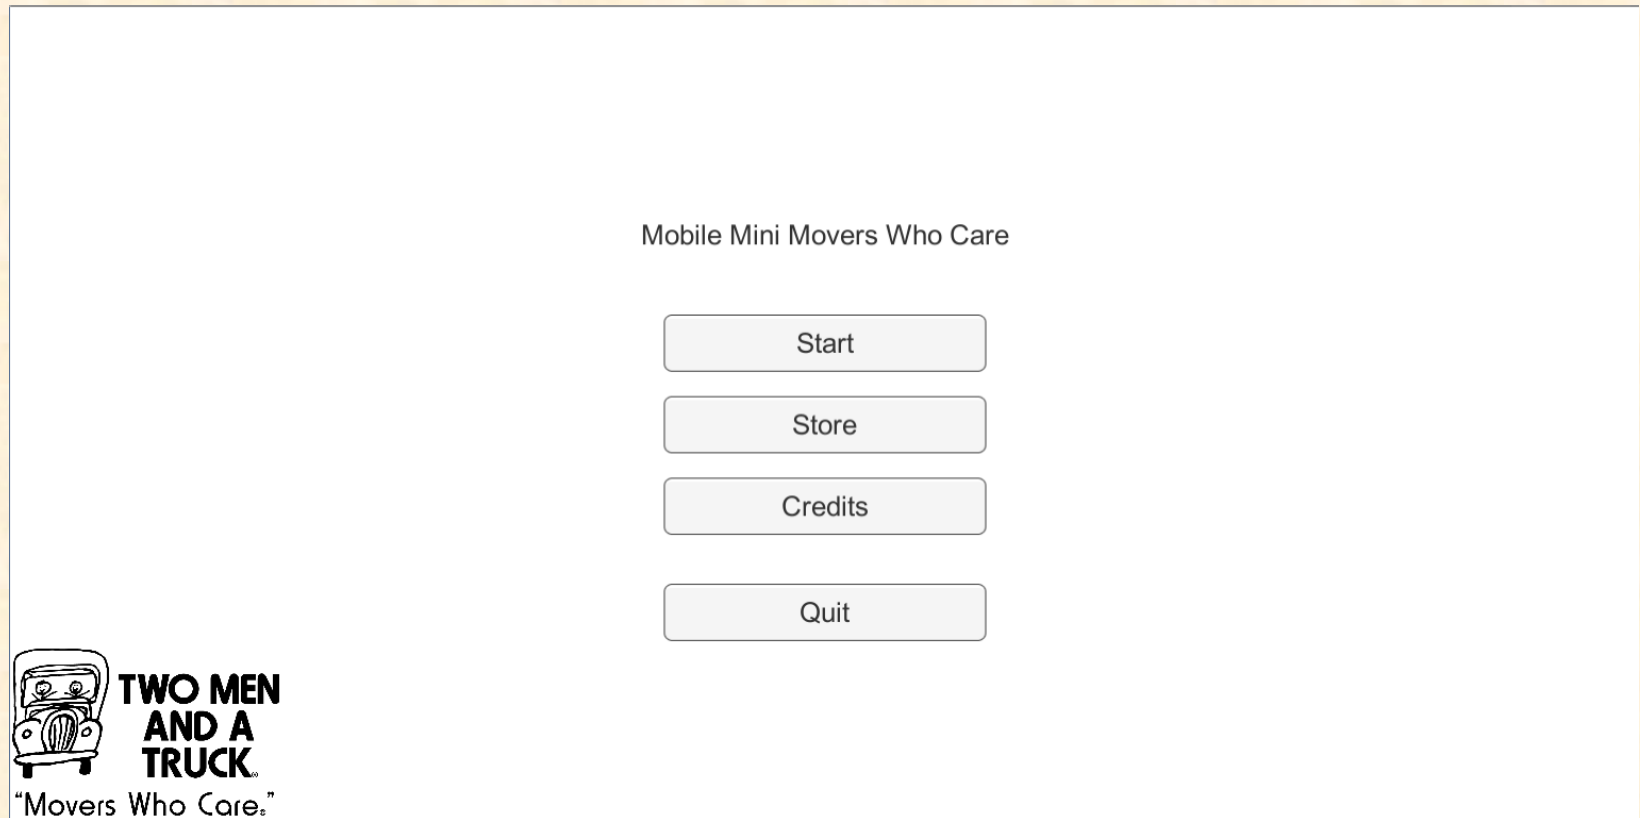 Mobile Mini Movers Who Care
Start
Store
Credits
Quit
TWO MEN
AND A
TRUCK®
“Movers Who Care®”